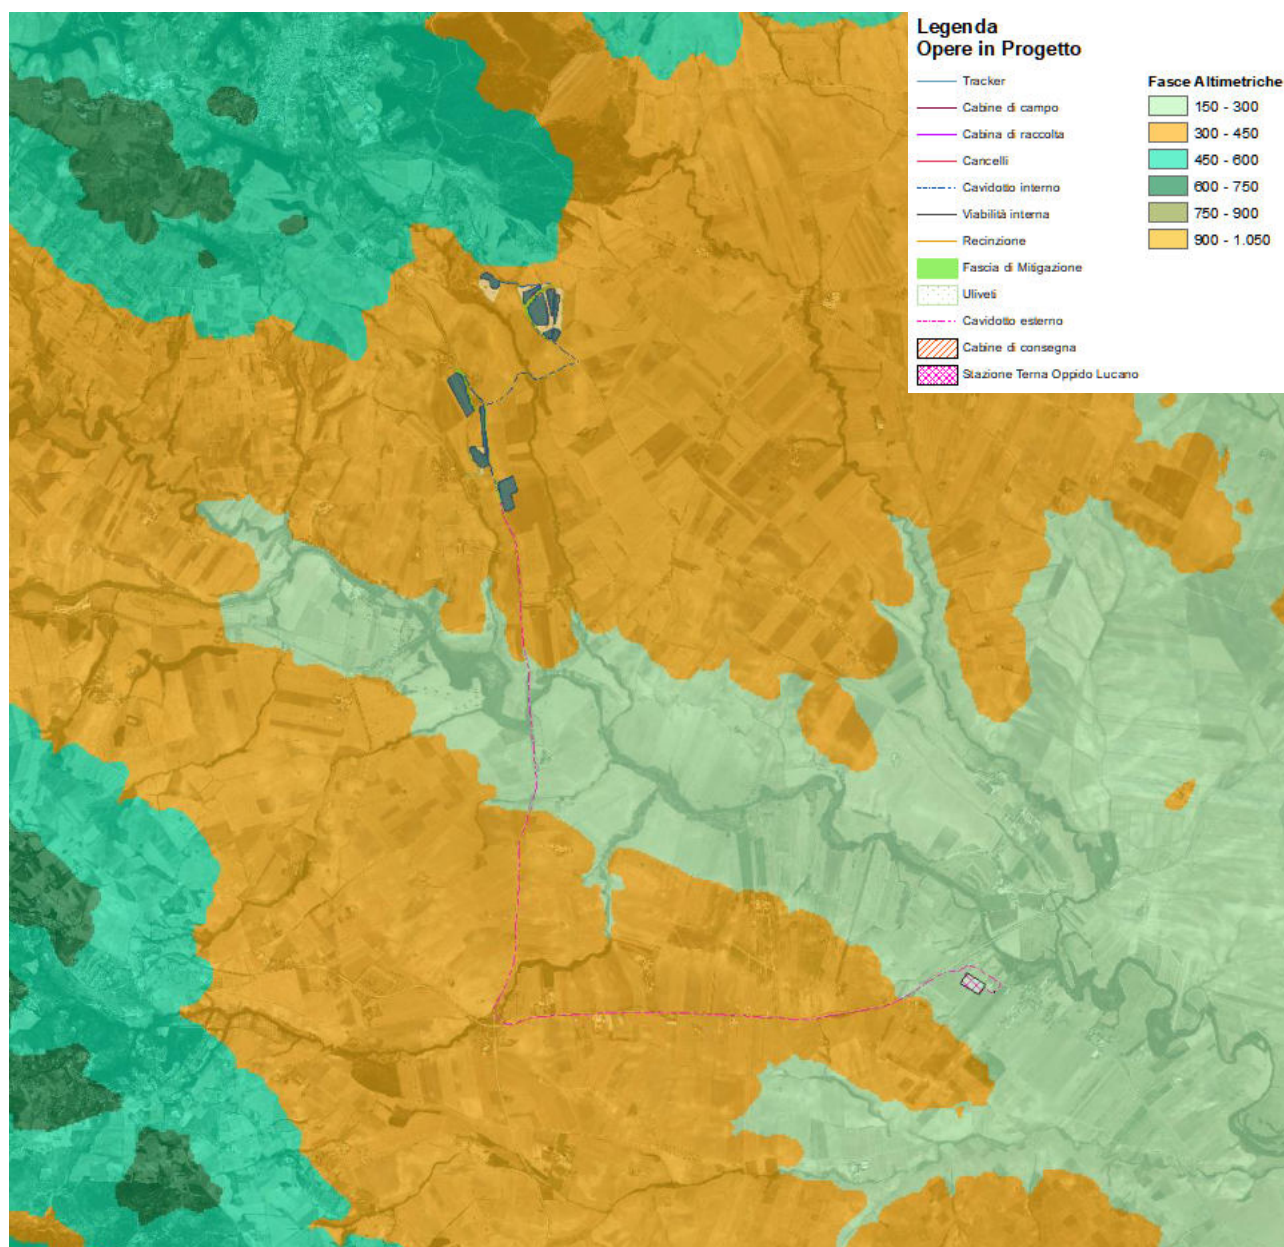 Legenda
Opere in Progetto
Tracker
Cabine di campo
Cabina di raccolta
Cancelli
Cavidotto interno
Viabilità interna
Recinzione
Fascia di Mitigazione
Uliveti
Cavidotto esterno
Cabine di consegna
Stazione Terna Oppido Lucano
Fasce Altimetriche
150 - 300
300 - 450
450 - 600
600 - 750
750 - 900
900 - 1.050